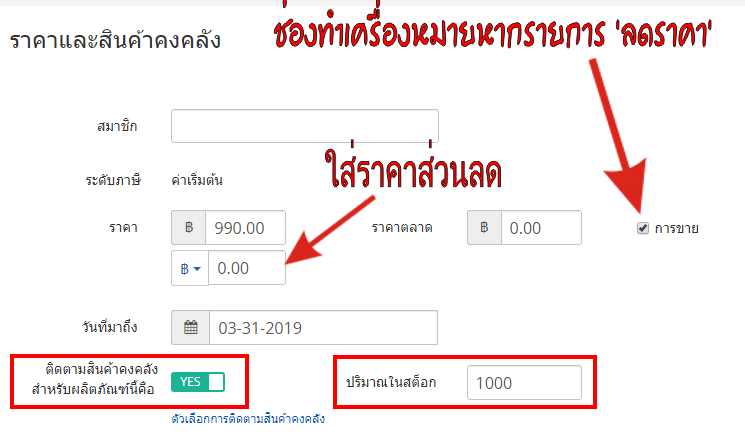 ช่องทำเครื่องหมายหากรายการ 'ลดราคา'
ราคาและสินค้าคงคลัง
สมาชิก
ใส่ราคาส่วนลด
ระดับภาษี ค่าเริ่มต้น
ราคา ฿ 990.00 ราคาตลาด ฿ 0.00 การขาย
฿ 0.00
วันที่มาถึง 03-31-2019
ติดตามสินค้าคงคลัง
สำหรับผลิตภัณฑ์นี้คือ YES ปริมาณในสต็อก 1000
ตัวเลือกการติดตามสินค้าคงคลัง